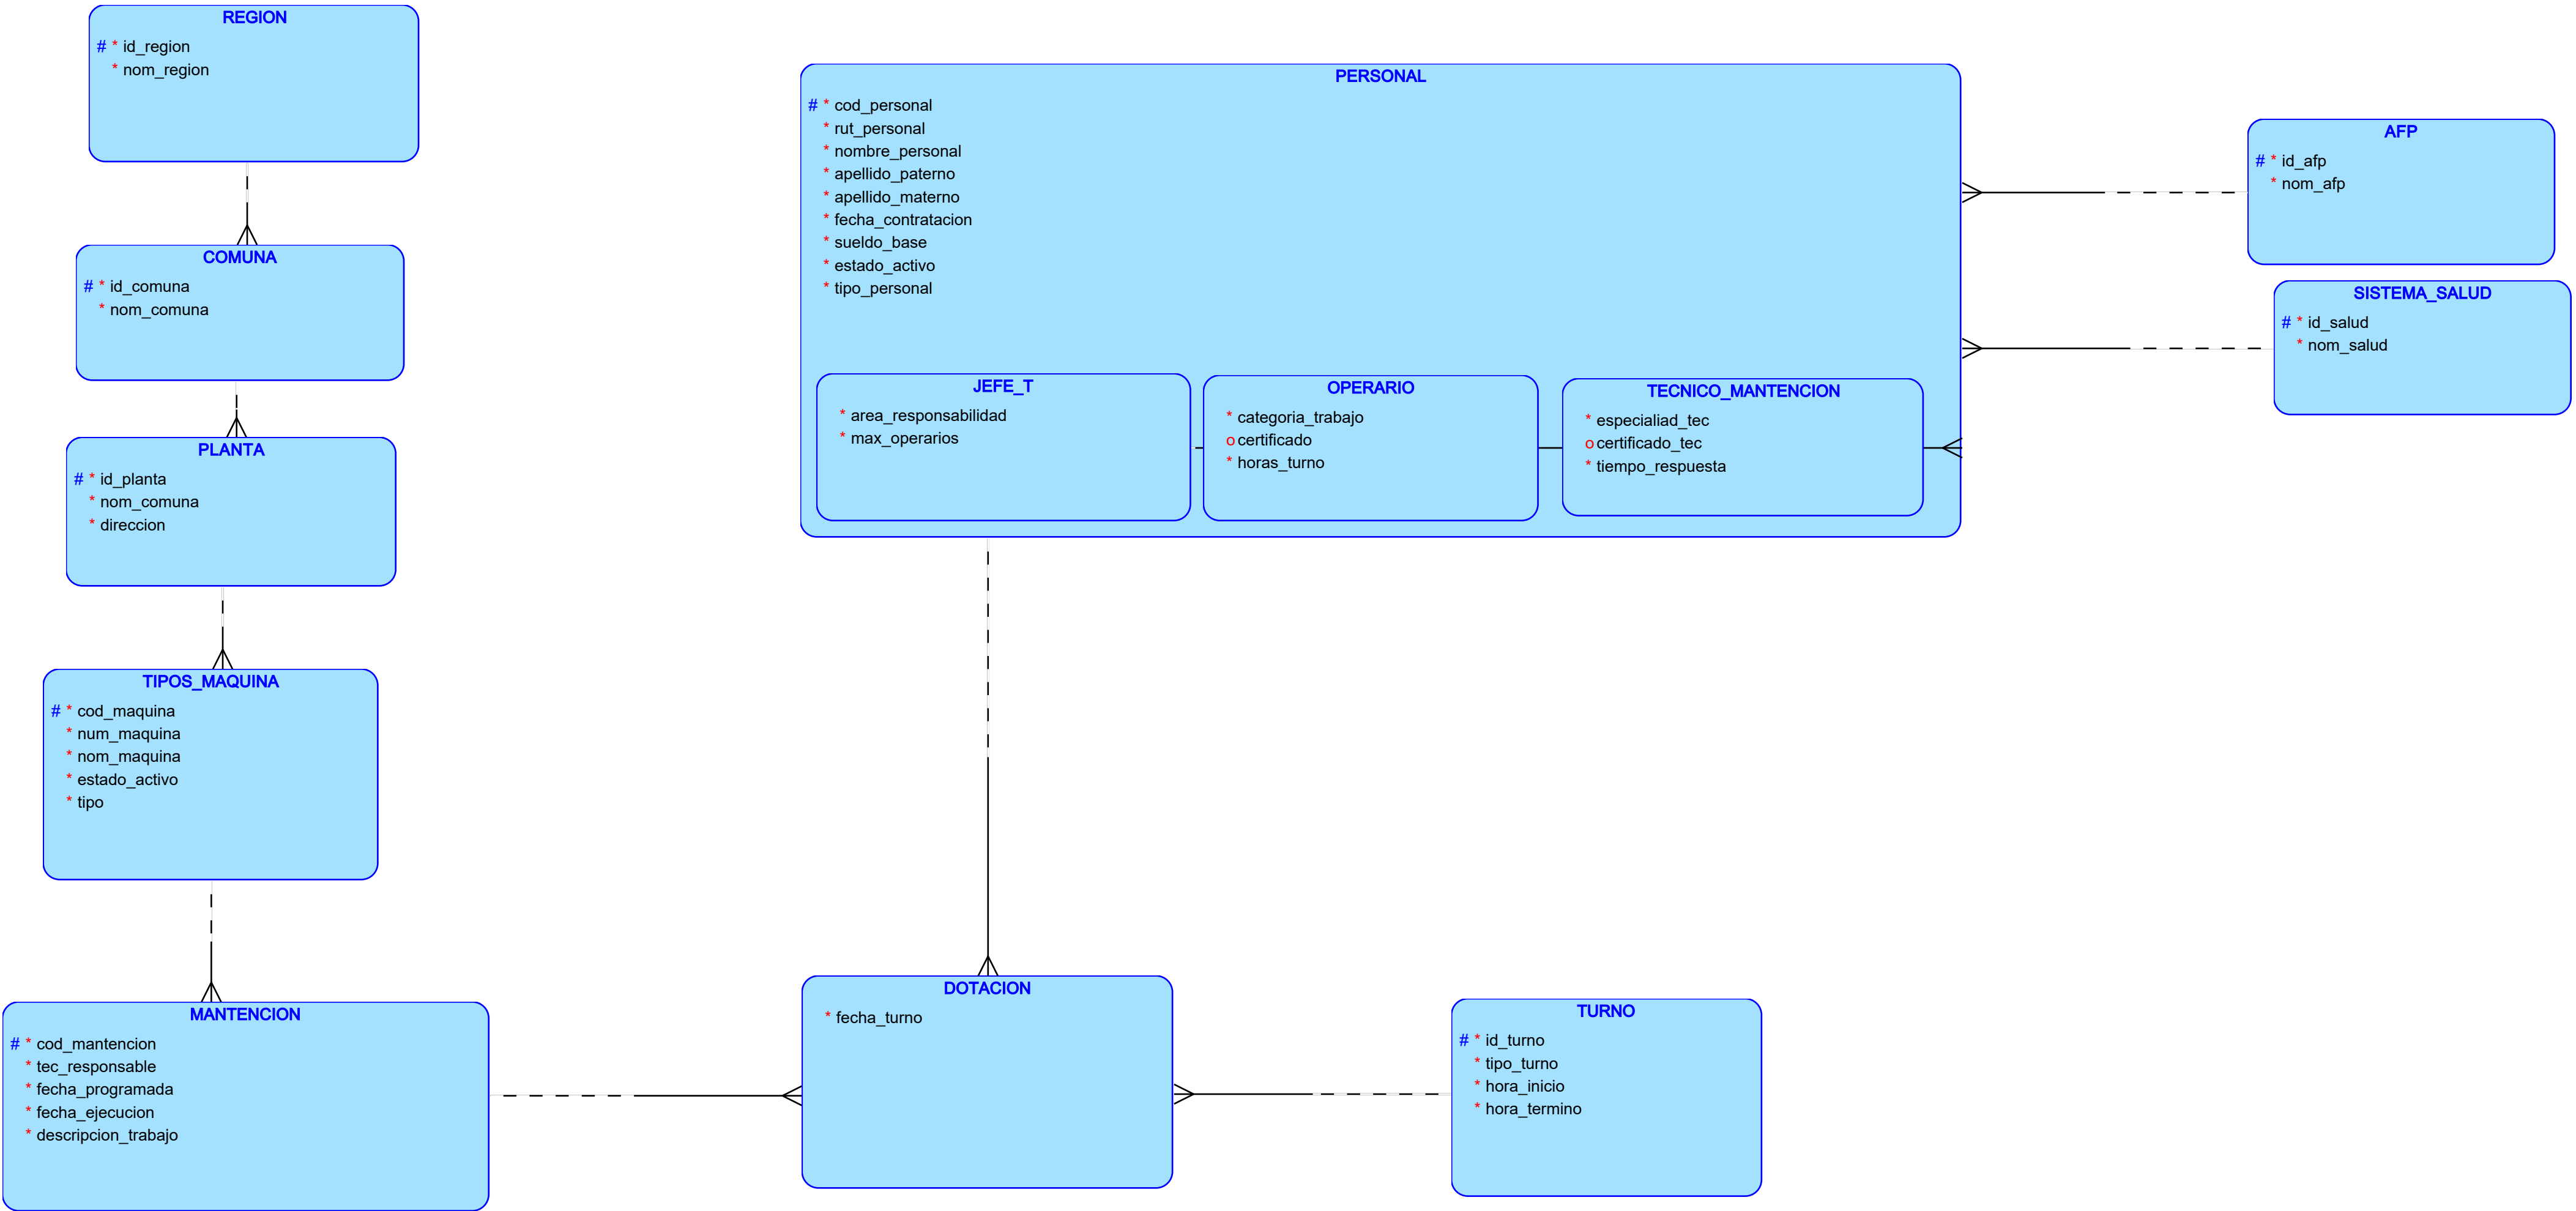 REGION
# * id_region
* nom_region
COMUNA
# * id_comuna
* nom_comuna
PLANTA
# * id_planta
* nom_comuna
* direccion
TIPOS_MAQUINA
# * cod_maquina
* num_maquina
* nom_maquina
* estado_activo
* tipo
MANTENCION
# * cod_mantencion
* tec_responsable
* fecha_programada
* fecha_ejecucion
* descripcion_trabajo
PERSONAL
# * cod_personal
* rut_personal
* nombre_personal
* apellido_paterno
* apellido_materno
* fecha_contratacion
* sueldo_base
* estado_activo
* tipo_personal
JEFE_T
* area_responsabilidad
* max_operarios
OPERARIO
* categoria_trabajo
o certificado
* horas_turno
TECNICO_MANTENCION
* especialiad_tec
o certificado_tec
* tiempo_respuesta
AFP
# * id_afp
* nom_afp
SISTEMA_SALUD
# * id_salud
* nom_salud
DOTACION
* fecha_turno
TURNO
# * id_turno
* tipo_turno
* hora_inicio
* hora_termino